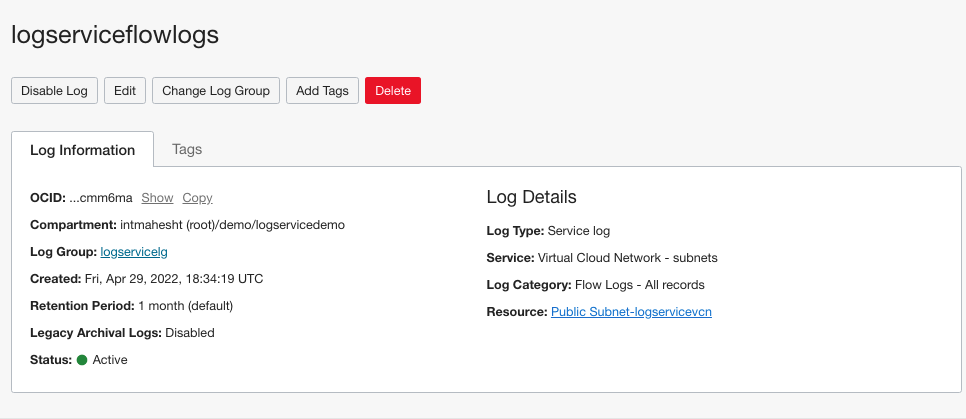 logserviceflowlogs
Disable Log Edit Change Log Group Add Tags Delete
Log Information Tags
OCID: ...cmm6ma Show Copy
Compartment: intmahesht (root)/demo/logservicedemo
Log Group: logservicelg
Created: Fri, Apr 29, 2022, 18:34:19 UTC
Retention Period: 1 month (default)
Legacy Archival Logs: Disabled
Status: Active
Log Details
Log Type: Service log
Service: Virtual Cloud Network - subnets
Log Category: Flow Logs - All records
Resource: Public Subnet-logservicevcn